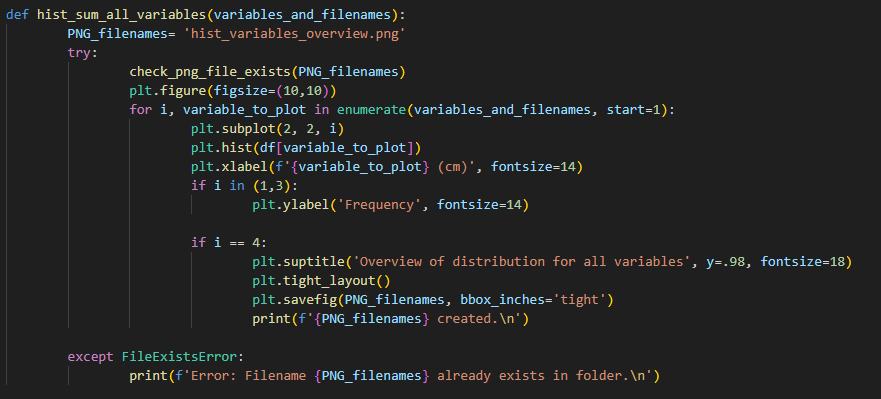 def hist_sum_all_variables(variables_and_filenames):
PNG_filenames= 'hist_variables_overview.png'
try:
check_png_file_exists(PNG_filenames)
plt.figure(figsize=(10,10))
for i, variable_to_plot in enumerate(variables_and_filenames, start=1):
plt.subplot(2, 2, i)
plt.hist(df[variable_to_plot])
plt.xlabel(f'{variable_to_plot} (cm)', fontsize=14)
if i in (1,3):
plt.ylabel('Frequency', fontsize=14)
if i == 4:
plt.suptitle('Overview of distribution for all variables', y=.98, fontsize=18)
plt.tight_layout()
plt.savefig(PNG_filenames, bbox_inches='tight')
print(f'{PNG_filenames} created.\n')
except FileExistsError:
print(f'Error: Filename {PNG_filenames} already exists in folder.\n')